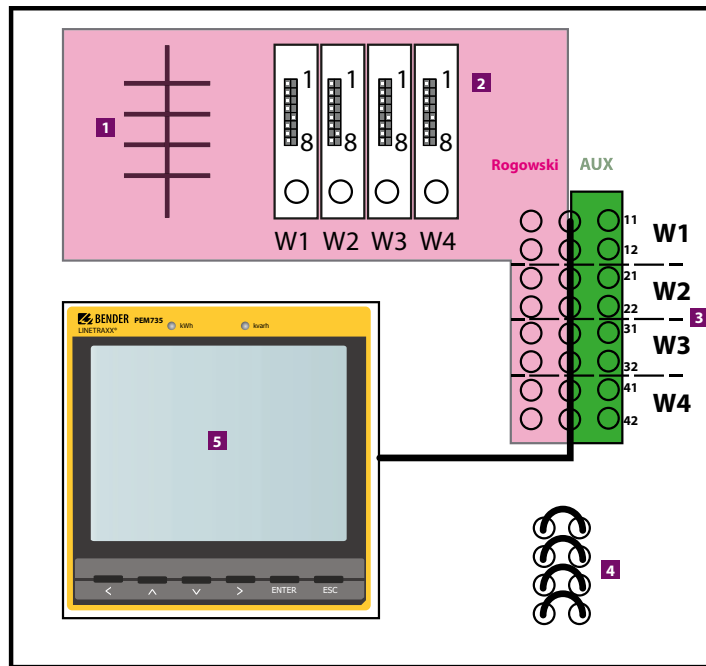 1 1 1 1
2
1
8 8 8 8
Rogowski AUX
W1 W2 W3 W4
11
W1
12
21
W2
22
3
31
W3
32
41
W4
42
BENDER PEM735
LINETRAXX®
kWh kvarh
5
< ʌ v > ENTER ESC
4